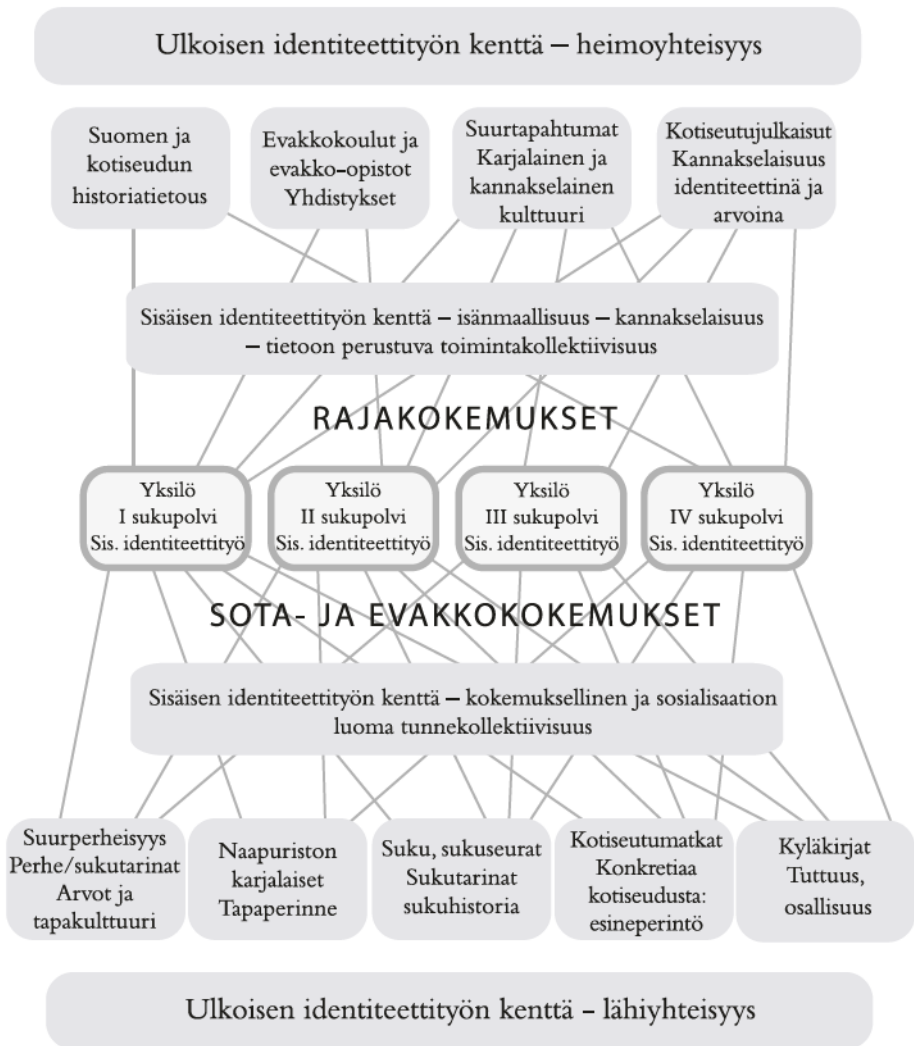 Ulkoisen identiteettityön kenttä – heimoyhteisyys
Suomen ja
kotiseudun
historiatietous
Evakkokoulut ja
evakko-opistot
Yhdistykset
Suurtapahtumat
Karjalainen ja
kannakselainen
kulttuuri
Kotiseutujulkaisut
Kannakselaisuus
identiteettinä ja
arvoina
Sisäisen identiteettityön kenttä – isänmaallisuus – kannakselaisuus
– tietoon perustuva toimintakollektiivisuus
RAJAKOKEMUKSET
Yksilö
I sukupolvi
Sis. identiteettityö
Yksilö
II sukupolvi
Sis. identiteettityö
Yksilö
III sukupolvi
Sis. identiteettityö
Yksilö
IV sukupolvi
Sis. identiteettityö
SOTA- JA EVAKKOKOKEMUKSET
Sisäisen identiteettityön kenttä – kokemuksellinen ja sosialisaation
luoma tunnekollektiivisuus
Suurperheisyys
Perhe/sukutarinat
Arvot ja
tapakulttuuri
Naapuriston
karjalaiset
Tapaperinne
Suku, sukuseurat
Sukutarinat
sukuhistoria
Kotiseutumatkat
Konkretiaa
kotiseudusta:
esineperintö
Kyläkirjat
Tuttuus,
osallisuus
Ulkoisen identiteettityön kenttä - lähiyhteisyys